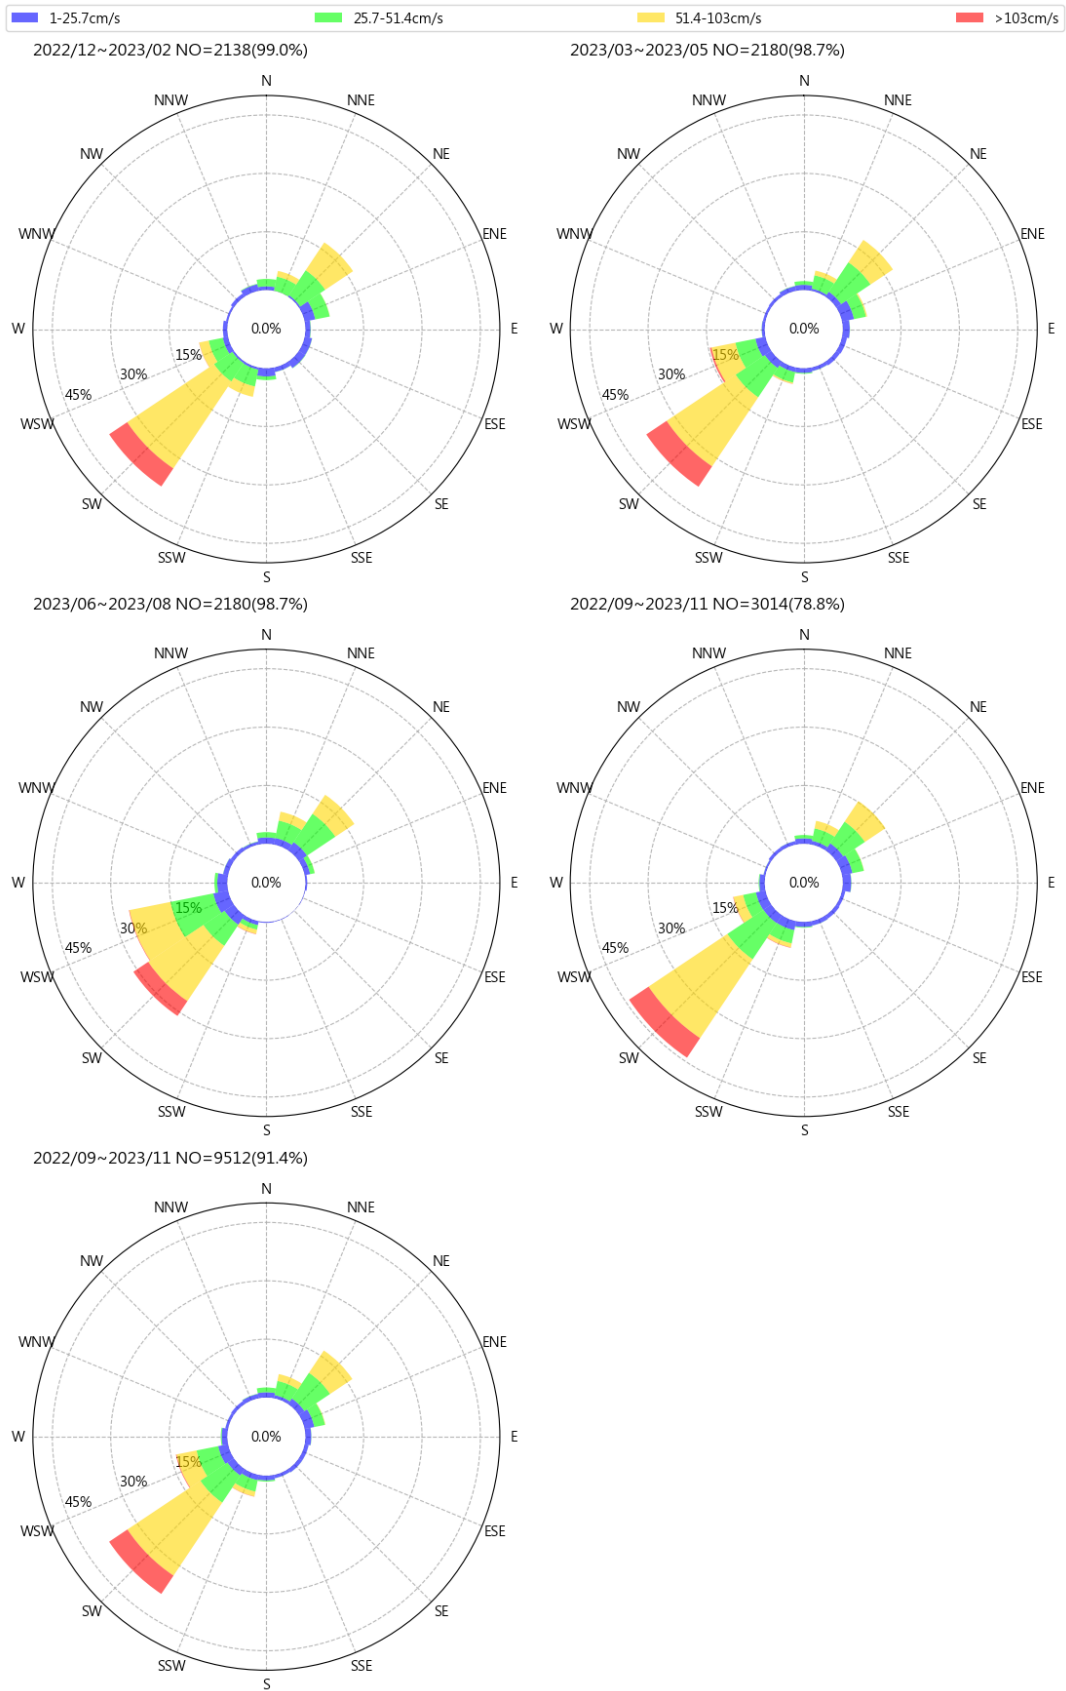 1-25.7cm/s 25.7-51.4cm/s 51.4-103cm/s >103cm/s
2022/12~2023/02 NO=2138(99.0%)
N
NNW NNE
NW NE
WNW ENE
W 0.0% E
15%
30%
45%
WSW ESE
SW SE
SSW SSE
S
2023/03~2023/05 NO=2180(98.7%)
N
NNW NNE
NW NE
WNW ENE
W 0.0% E
15%
30%
45%
WSW ESE
SW SE
SSW SSE
S
2023/06~2023/08 NO=2180(98.7%)
N
NNW NNE
NW NE
WNW ENE
W 0.0% E
15%
30%
45%
WSW ESE
SW SE
SSW SSE
S
2022/09~2023/11 NO=3014(78.8%)
N
NNW NNE
NW NE
WNW ENE
W 0.0% E
15%
30%
45%
WSW ESE
SW SE
SSW SSE
S
2022/09~2023/11 NO=9512(91.4%)
N
NNW NNE
NW NE
WNW ENE
W 0.0% E
15%
30%
45%
WSW ESE
SW SE
SSW SSE
S